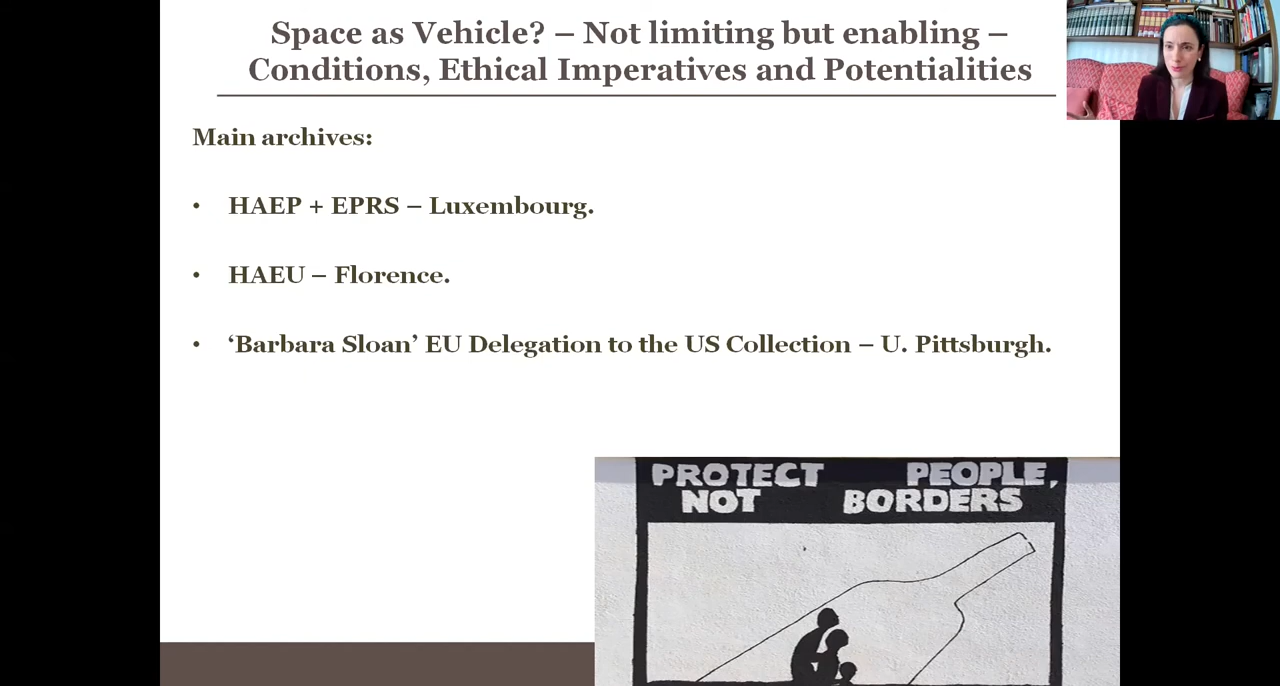 Space as Vehicle? – Not limiting but enabling –
Conditions, Ethical Imperatives and Potentialities
Main archives:
• HAEP + EPRS – Luxembourg.
• HAEU – Florence.
• ‘Barbara Sloan’ EU Delegation to the US Collection – U. Pittsburgh.
PROTECT PEOPLE,
NOT BORDERS